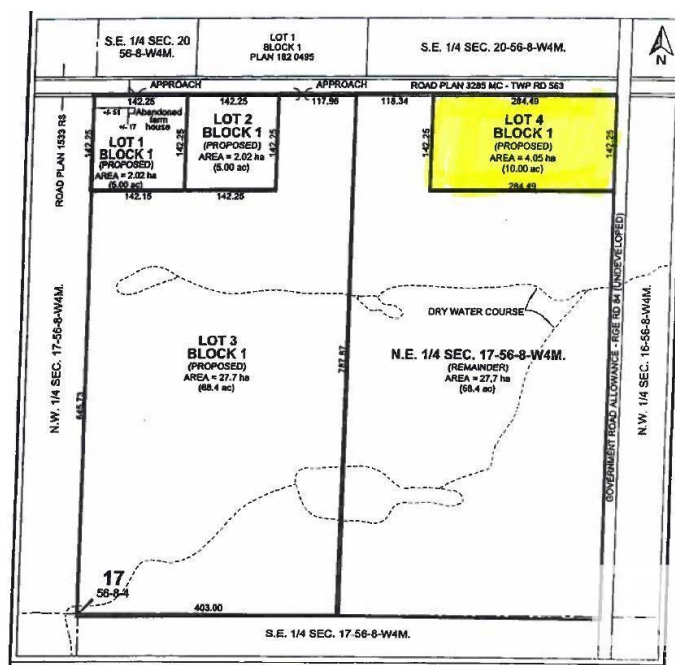 S.E. 1/4 SEC. 20
56-8-W4M.
LOT 1
BLOCK 1
PLAN 182 0495
S.E. 1/4 SEC. 20-56-8-W4M.
N
APPROACH
APPROACH
ROAD PLAN 3285 MC - TWP RD 563
ROAD PLAN 1533 RS
142.25
142.25
117.96
118.34
284.49
+/- 51
Abandoned
farm
house
+/- 17
142.25
142.25
142.25
142.25
142.25
LOT 1
BLOCK 1
(PROPOSED)
AREA = 2.02 ha
(5.00 ac)
LOT 2
BLOCK 1
(PROPOSED)
AREA = 2.02 ha
(5.00 ac)
LOT 4
BLOCK 1
(PROPOSED)
AREA = 4.05 ha
(10.00 ac)
142.15
142.25
284.49
DRY WATER COURSE
LOT 3
BLOCK 1
(PROPOSED)
AREA = 27.7 ha
(68.4 ac)
787.87
N.E. 1/4 SEC. 17-56-8-W4M.
(REMAINDER)
AREA = 27.7 ha
(68.4 ac)
N.W. 1/4 SEC. 17-56-8-W4M.
645.73
GOVERNMENT ROAD ALLOWANCE - RGE RD 84 (UNDEVELOPED)
N.W. 1/4 SEC. 16-56-8-W4M.
17
56-8-4
403.00
S.E. 1/4 SEC. 17-56-8-W4M.